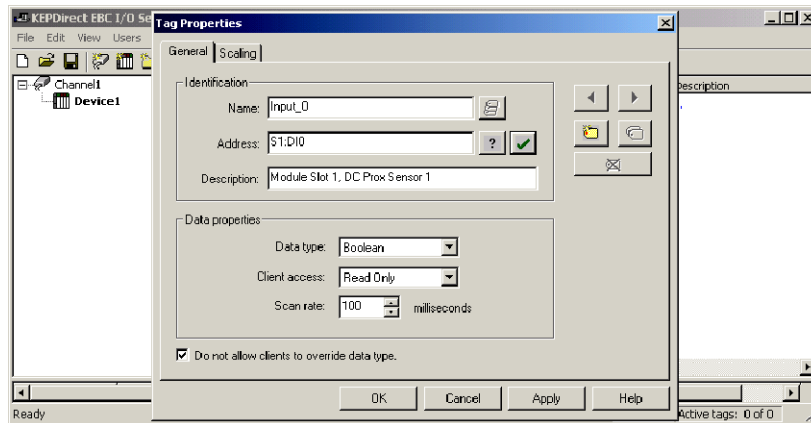 KEPDirect EBC I/O Se
Tag Properties
File Edit View Users
General Scaling
Channel1
Device1
Description
Identification
Name: Input_0
Address: S1:DI0
?
Description: Module Slot 1, DC Prox Sensor 1
Data properties
Data type: Boolean
Client access: Read Only
Scan rate: 100 milliseconds
Do not allow clients to override data type.
OK Cancel Apply Help
Ready
Active tags: 0 of 0